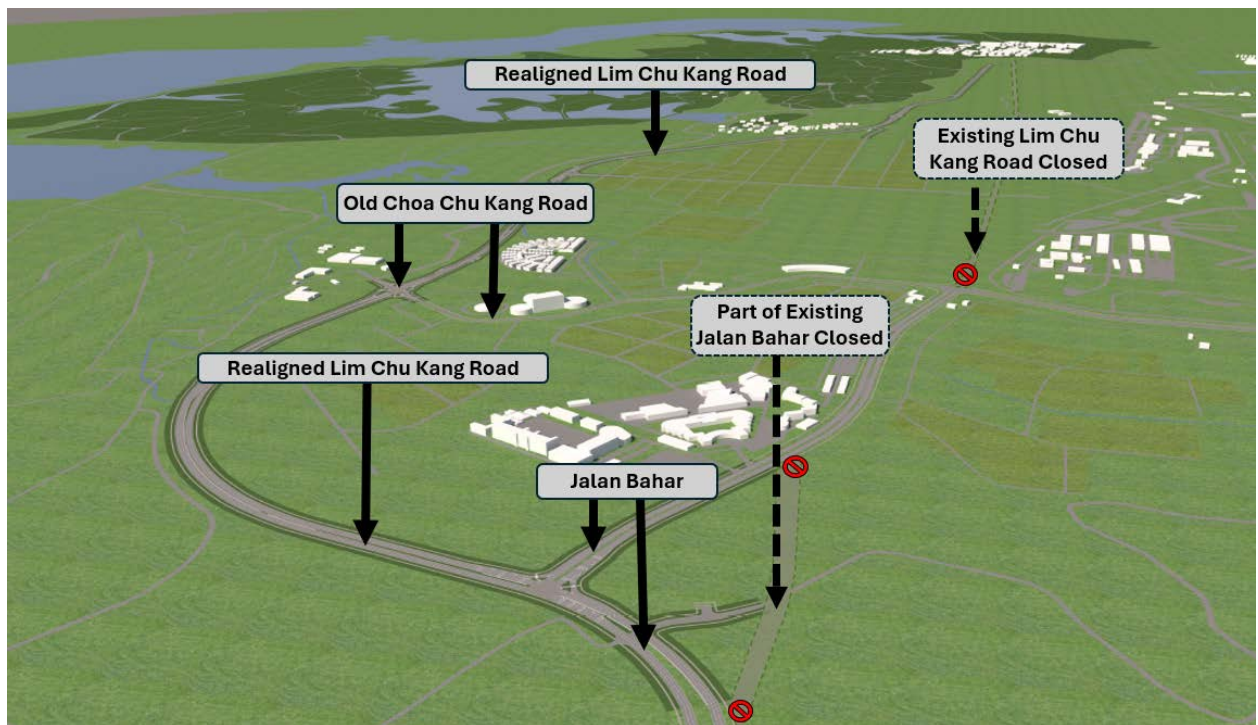 Realigned Lim Chu Kang Road
Existing Lim Chu
Kang Road Closed
Old Choa Chu Kang Road
Part of Existing
Jalan Bahar Closed
Realigned Lim Chu Kang Road
Jalan Bahar